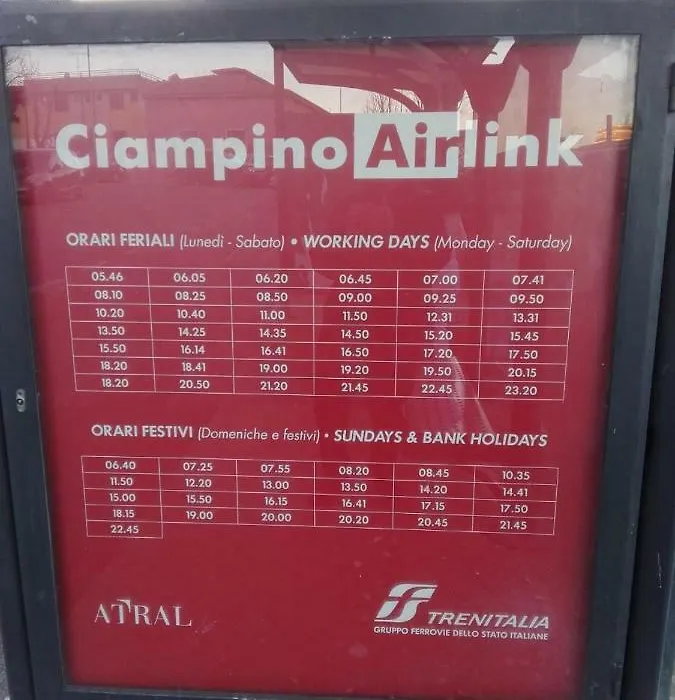 Ciampino Airlink
ORARI FERIALI (Lunedì - Sabato) • WORKING DAYS (Monday - Saturday)
05.46 06.05 06.20 06.45 07.00 07.41
08.10 08.25 08.50 09.00 09.25 09.50
10.20 10.40 11.00 11.50 12.31 13.31
13.50 14.25 14.35 14.50 15.20 15.45
15.50 16.14 16.41 16.50 17.20 17.50
18.20 18.41 19.00 19.20 19.50 20.15
18.20 20.50 21.20 21.45 22.45 23.20
ORARI FESTIVI (Domeniche e festivi) • SUNDAYS & BANK HOLIDAYS
06.40 07.25 07.55 08.20 08.45 10.35
11.50 12.20 13.00 13.50 14.20 14.41
15.00 15.50 16.15 16.41 17.15 17.50
18.15 19.00 20.00 20.20 20.45 21.45
22.45
ATRAL
TRENITALIA
GRUPPO FERROVIE DELLO STATO ITALIANE